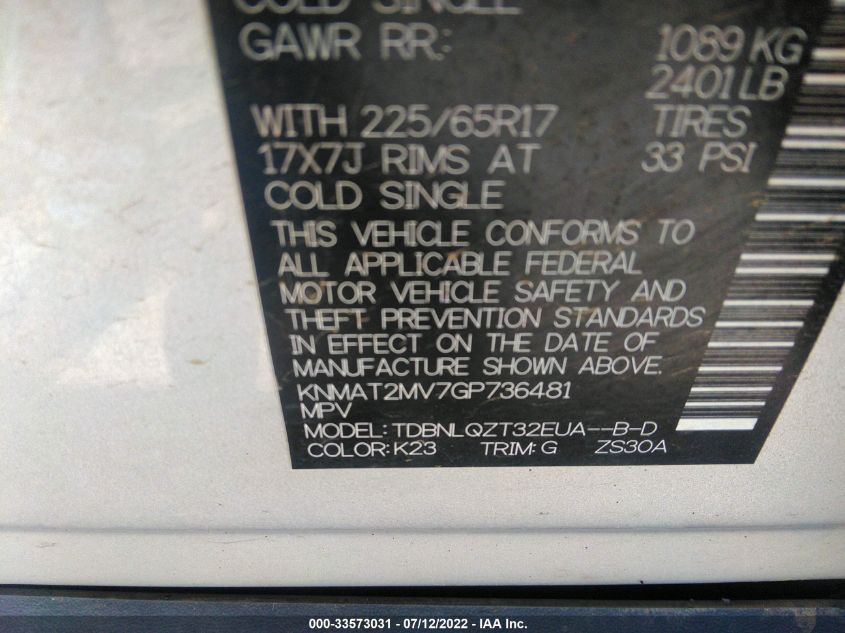 COLD SINGLE
GAWR RR: 1089 KG
2401 LB
WITH 225/65R17 TIRES
17X7J RIMS AT 33 PSI
COLD SINGLE
THIS VEHICLE CONFORMS TO
ALL APPLICABLE FEDERAL
MOTOR VEHICLE SAFETY AND
THEFT PREVENTION STANDARDS
IN EFFECT ON THE DATE OF
MANUFACTURE SHOWN ABOVE.
KNMAT2MV7GP736481
MPV
MODEL: TDBNLQZT32EUA--B-D
COLOR: K23 TRIM: G ZS30A
000-33573031 / 07/12/2022 / IAA Inc.